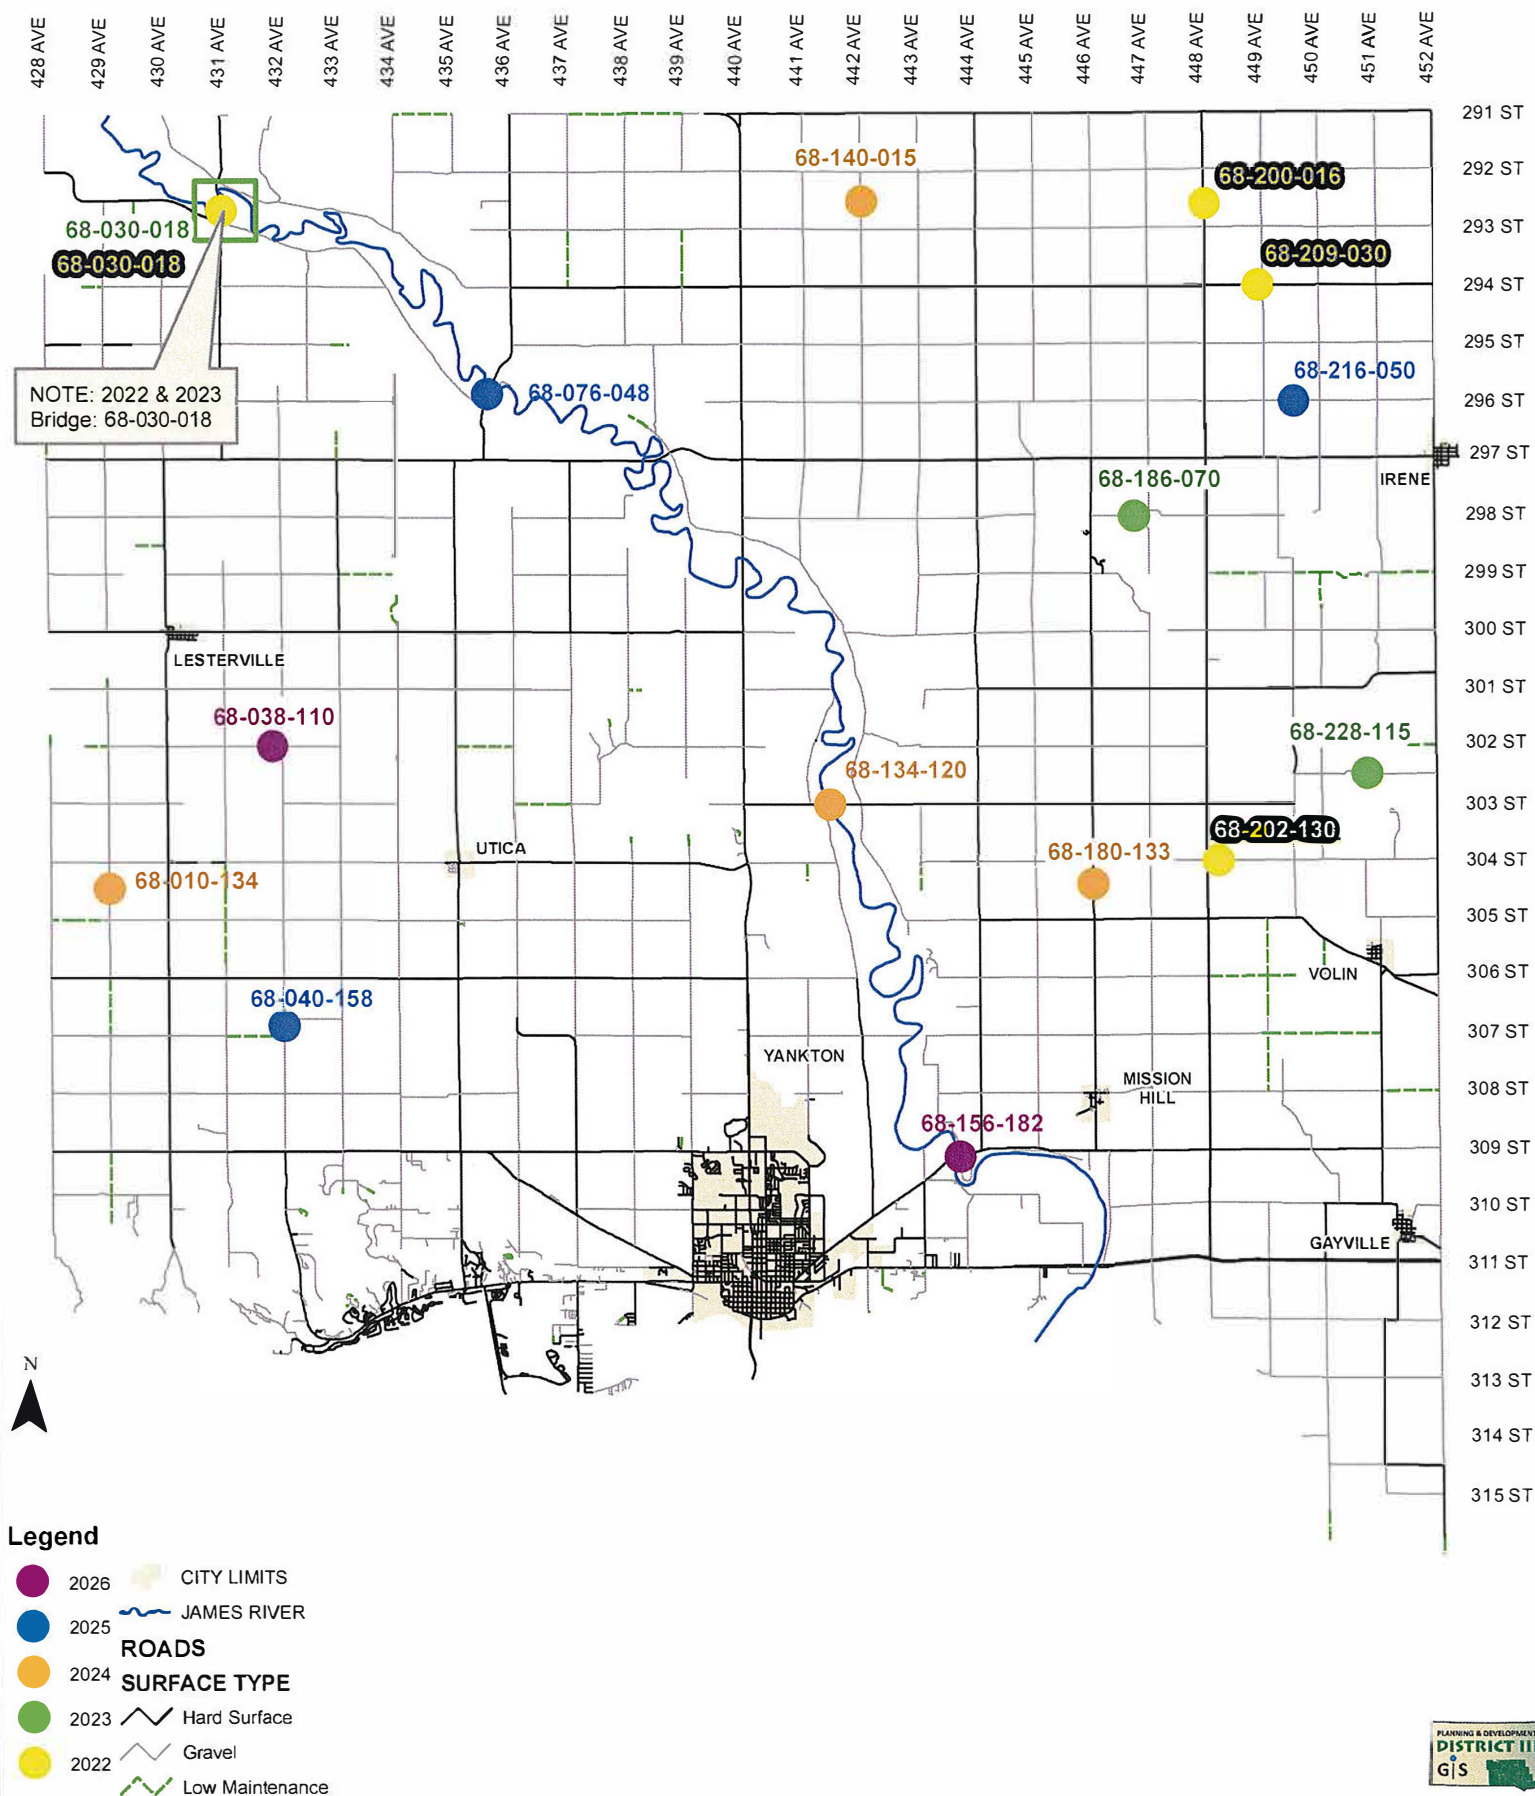 428 AVE
429 AVE
430 AVE
431 AVE
432 AVE
433 AVE
434 AVE
435 AVE
436 AVE
437 AVE
438 AVE
439 AVE
440 AVE
441 AVE
442 AVE
443 AVE
444 AVE
445 AVE
446 AVE
447 AVE
448 AVE
449 AVE
450 AVE
451 AVE
452 AVE
291 ST
68-140-015
292 ST
68-200-016
68-030-018
293 ST
68-030-018
68-209-030
294 ST
295 ST
NOTE: 2022 & 2023
Bridge: 68-030-018
68-076-048
68-216-050
296 ST
297 ST
IRENE
68-186-070
298 ST
299 ST
300 ST
LESTERVILLE
301 ST
68-038-110
68-228-115
302 ST
68-134-120
303 ST
68-202-130
UTICA
68-180-133
304 ST
68-010-134
305 ST
VOLIN
306 ST
68-040-158
307 ST
YANKTON
MISSION
HILL
308 ST
68-156-182
309 ST
310 ST
GAYVILLE
311 ST
312 ST
N
313 ST
314 ST
315 ST
Legend
2026
CITY LIMITS
2025
JAMES RIVER
ROADS
2024
SURFACE TYPE
2023
Hard Surface
2022
Gravel
Low Maintenance
PLANNING & DEVELOPMENT
DISTRICT III
GIS